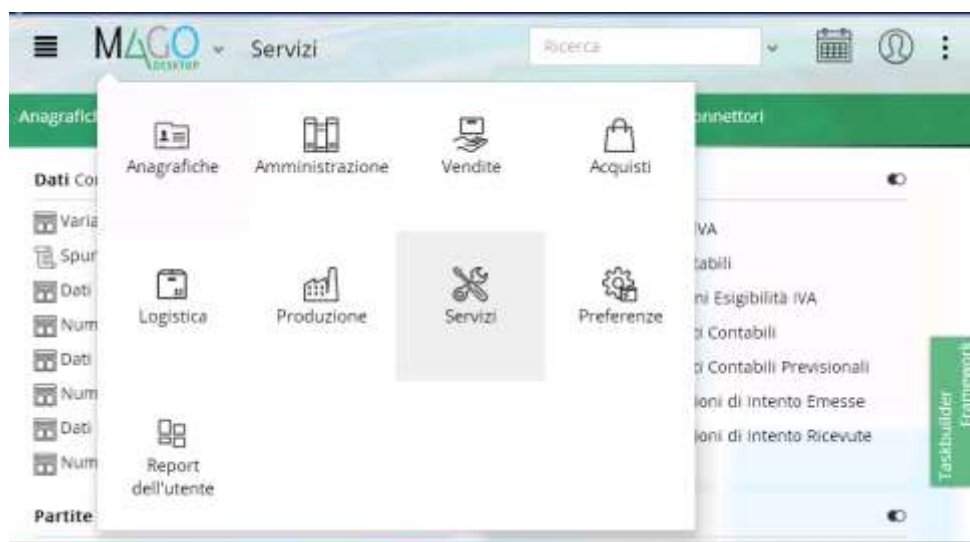 MAGO Servizi Ricerca
DESKTOP
Anagrafic onnettori
Anagrafiche Amministrazione Vendite Acquisti
Dati Co
Varia IVA
Spur tabili
Dati ni Esigibilità IVA
Logistica Produzione Servizi Preferenze
Num i Contabili
Dati i Contabili Previsionali
Num ioni di Intento Emesse
Dati ioni di Intento Ricevute
Num
Report
dell'utente
Partite
Taskbuilder
Framework